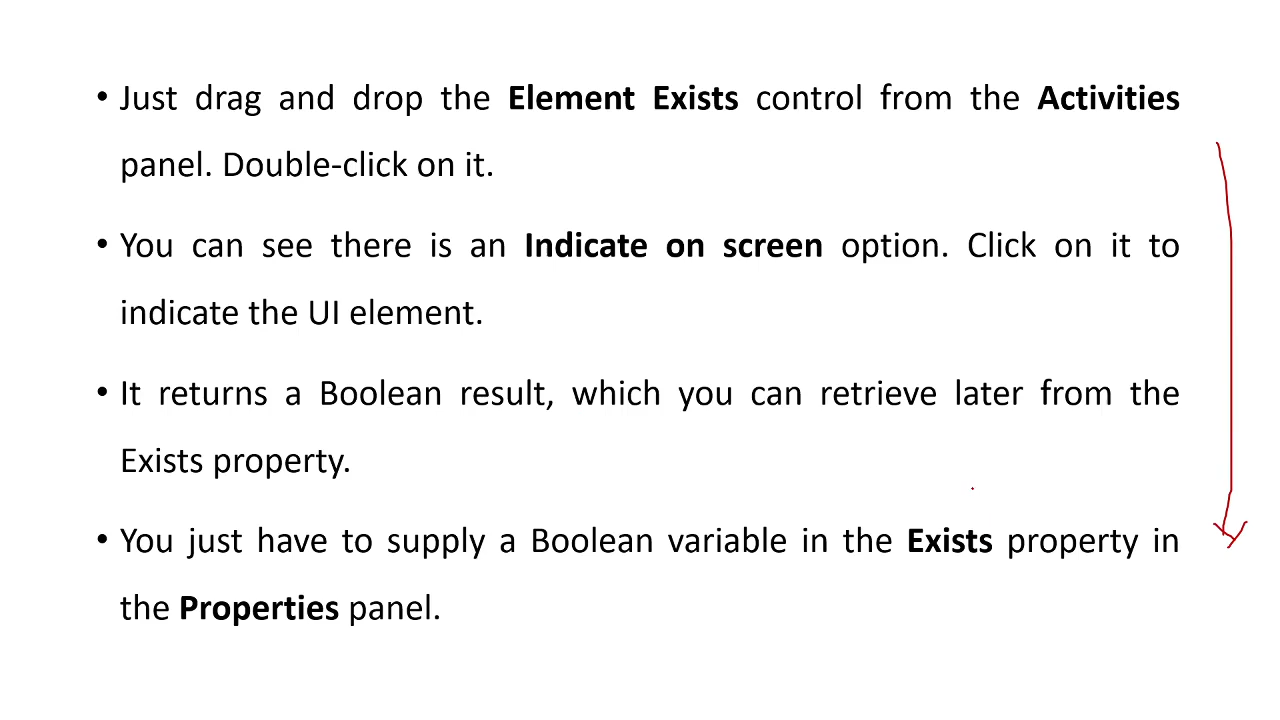 • Just drag and drop the Element Exists control from the Activities
panel. Double-click on it.
• You can see there is an Indicate on screen option. Click on it to
indicate the UI element.
• It returns a Boolean result, which you can retrieve later from the
Exists property.
• You just have to supply a Boolean variable in the Exists property in
the Properties panel.